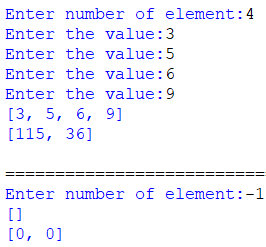 Enter number of element:4
Enter the value:3
Enter the value:5
Enter the value:6
Enter the value:9
[3, 5, 6, 9]
[115, 36]
==========================
Enter number of element:-1
[]
[0, 0]